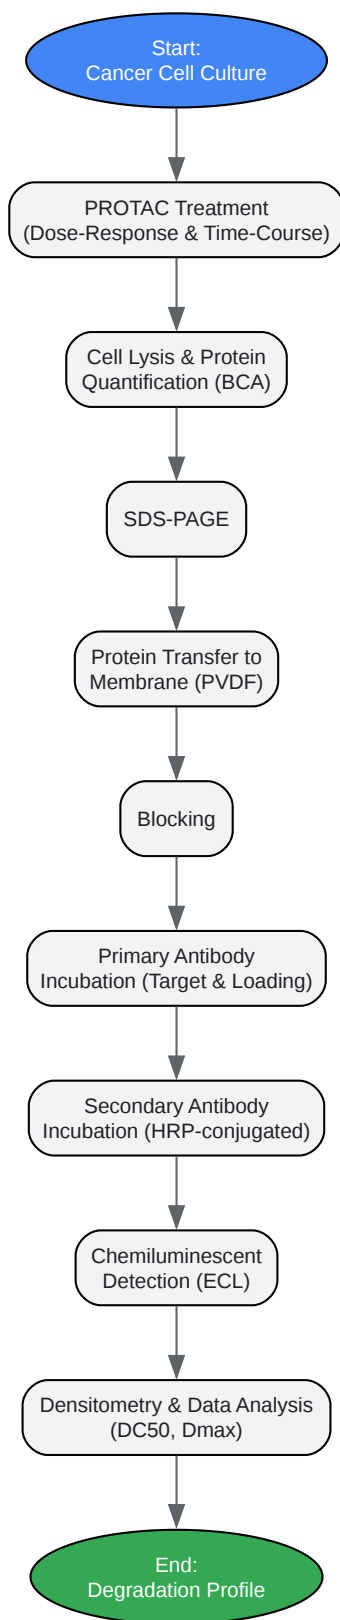 Start:
Cancer Cell Culture
PROTAC Treatment
(Dose-Response & Time-Course)
Cell Lysis & Protein
Quantification (BCA)
SDS-PAGE
Protein Transfer to
Membrane (PVDF)
Blocking
Primary Antibody
Incubation (Target & Loading)
Secondary Antibody
Incubation (HRP-conjugated)
Chemiluminescent
Detection (ECL)
Densitometry & Data Analysis
(DC50, Dmax)
End:
Degradation Profile